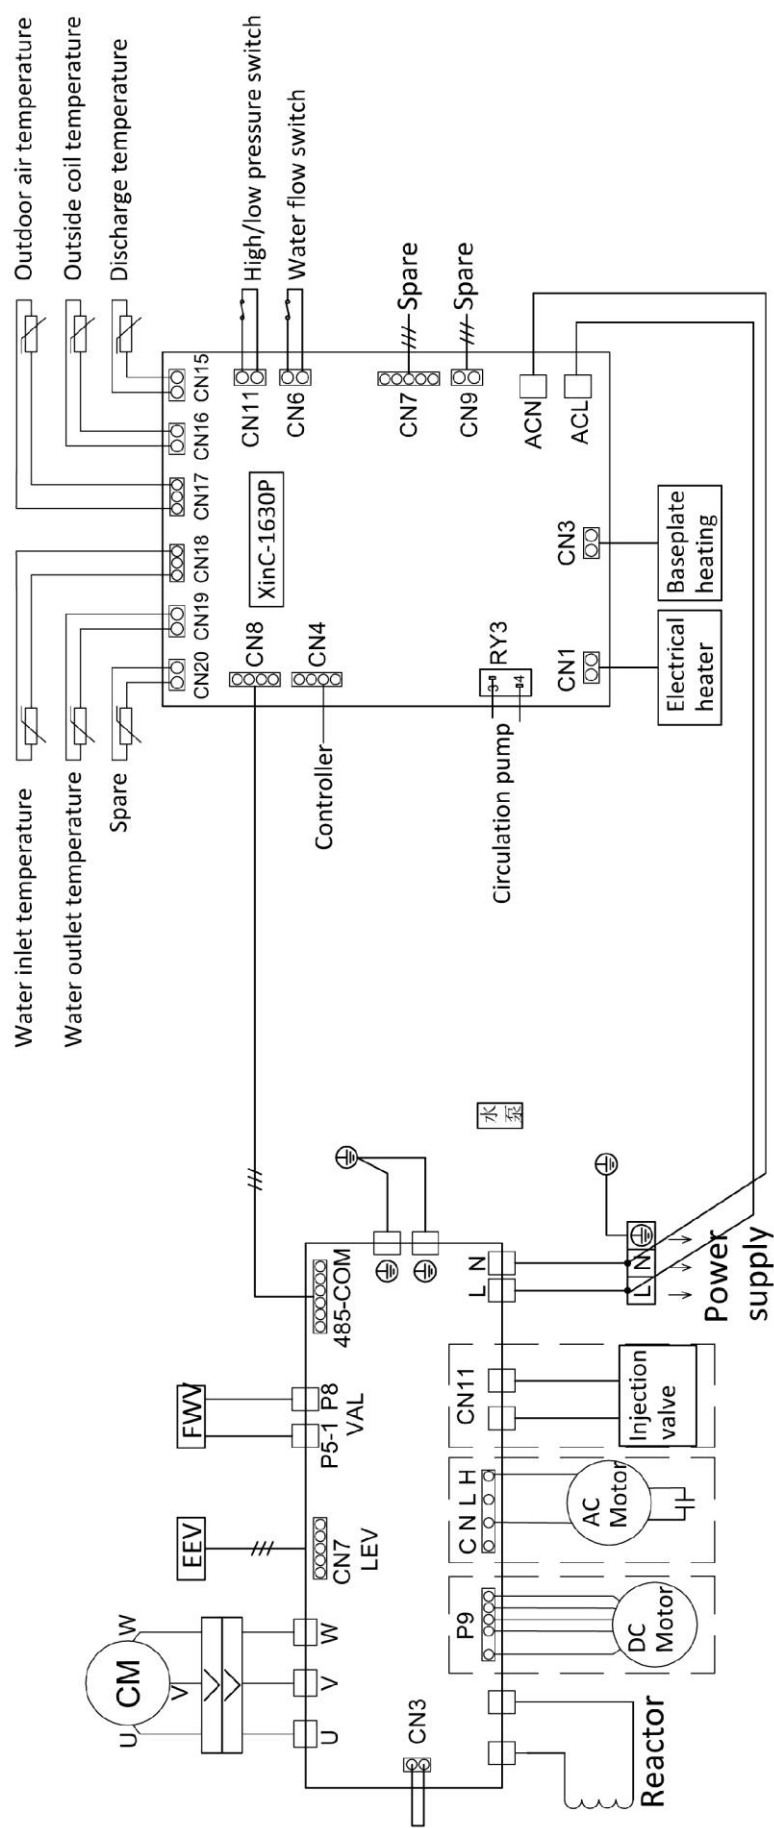 Water inlet temperature
Outdoor air temperature
Water outlet temperature
Outside coil temperature
Spare
Discharge temperature
CN20
CN19
CN18
CN17
CN16
CN15
CN8
XinC-1630P
CN11
High/low pressure switch
CN4
CN6
Water flow switch
Controller
CN7
Spare
CN9
Spare
RY3
3
4
Circulation pump
ACN
ACL
CN1
CN3
Electrical
heater
Baseplate
heating
水
泵
CM
U
V
W
U
V
W
EEV
FWV
CN7
LEV
P5-1
P8
VAL
485-COM
CN3
P9
C N L H
CN11
L
N
DC
Motor
AC
Motor
Injection
valve
L
N
Reactor
Power
supply